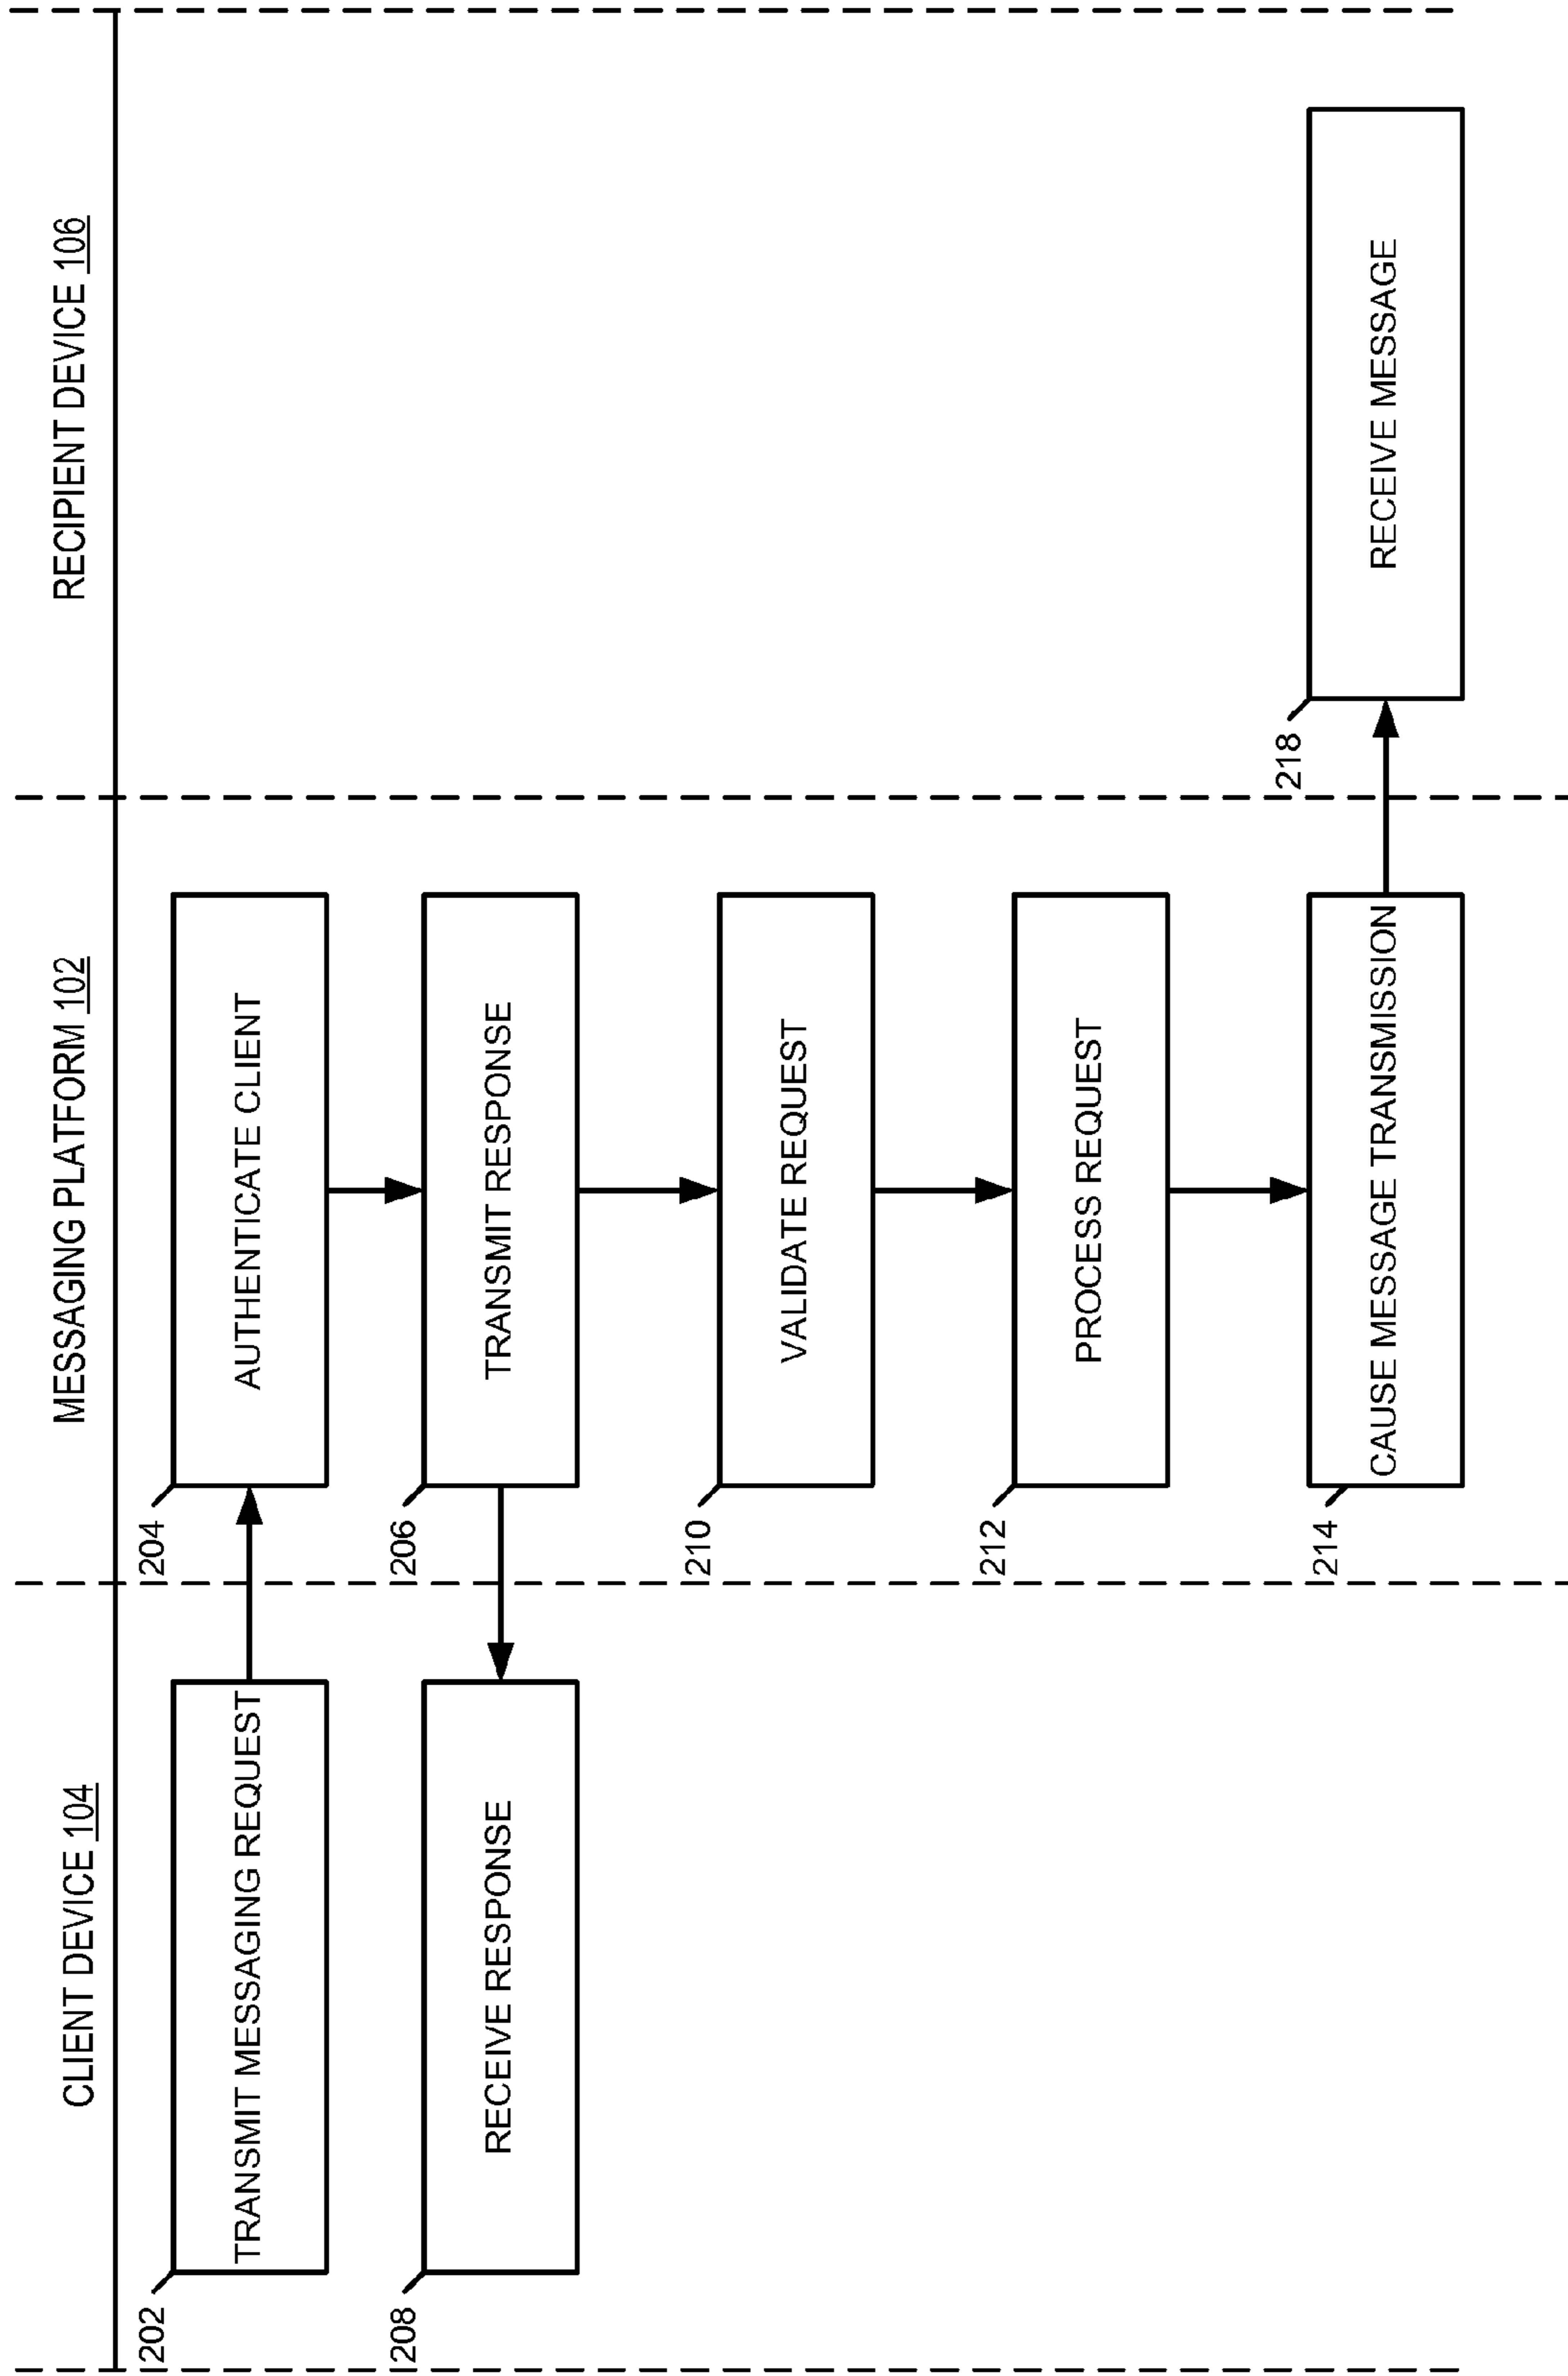 CLIENT DEVICE 104
MESSAGING PLATFORM 102
RECIPIENT DEVICE 106
202
TRANSMIT MESSAGING REQUEST
204
AUTHENTICATE CLIENT
208
RECEIVE RESPONSE
206
TRANSMIT RESPONSE
210
VALIDATE REQUEST
212
PROCESS REQUEST
214
CAUSE MESSAGE TRANSMISSION
218
RECEIVE MESSAGE